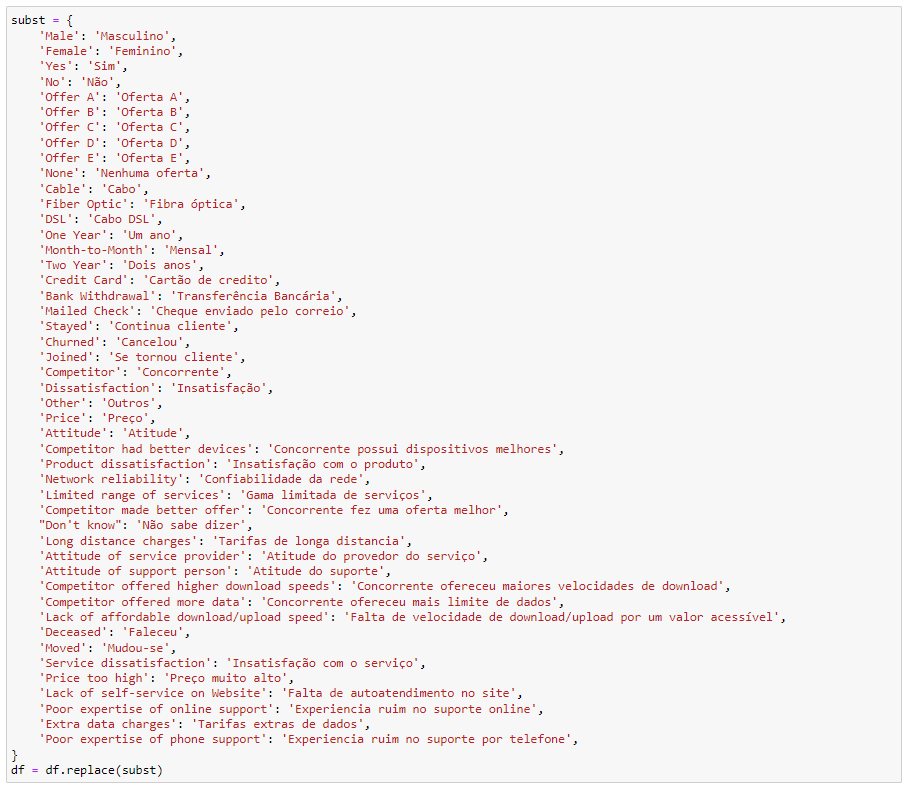 subst = {
    'Male': 'Masculino',
    'Female': 'Feminino',
    'Yes': 'Sim',
    'No': 'Não',
    'Offer A': 'Oferta A',
    'Offer B': 'Oferta B',
    'Offer C': 'Oferta C',
    'Offer D': 'Oferta D',
    'Offer E': 'Oferta E',
    'None': 'Nenhuma oferta',
    'Cable': 'Cabo',
    'Fiber Optic': 'Fibra óptica',
    'DSL': 'Cabo DSL',
    'One Year': 'Um ano',
    'Month-to-Month': 'Mensal',
    'Two Year': 'Dois anos',
    'Credit Card': 'Cartão de credito',
    'Bank Withdrawal': 'Transferência Bancária',
    'Mailed Check': 'Cheque enviado pelo correio',
    'Stayed': 'Continua cliente',
    'Churned': 'Cancelou',
    'Joined': 'Se tornou cliente',
    'Competitor': 'Concorrente',
    'Dissatisfaction': 'Insatisfação',
    'Other': 'Outros',
    'Price': 'Preço',
    'Attitude': 'Atitude',
    'Competitor had better devices': 'Concorrente possui dispositivos melhores',
    'Product dissatisfaction': 'Insatisfação com o produto',
    'Network reliability': 'Confiabilidade da rede',
    'Limited range of services': 'Gama limitada de serviços',
    'Competitor made better offer': 'Concorrente fez uma oferta melhor',
    "Don't know": 'Não sabe dizer',
    'Long distance charges': 'Tarifas de longa distancia',
    'Attitude of service provider': 'Atitude do provedor do serviço',
    'Attitude of support person': 'Atitude do suporte',
    'Competitor offered higher download speeds': 'Concorrente ofereceu maiores velocidades de download',
    'Competitor offered more data': 'Concorrente ofereceu mais limite de dados',
    'Lack of affordable download/upload speed': 'Falta de velocidade de download/upload por um valor acessível',
    'Deceased': 'Faleceu',
    'Moved': 'Mudou-se',
    'Service dissatisfaction': 'Insatisfação com o serviço',
    'Price too high': 'Preço muito alto',
    'Lack of self-service on Website': 'Falta de autoatendimento no site',
    'Poor expertise of online support': 'Experiencia ruim no suporte online',
    'Extra data charges': 'Tarifas extras de dados',
    'Poor expertise of phone support': 'Experiencia ruim no suporte por telefone',
}
df = df.replace(subst)